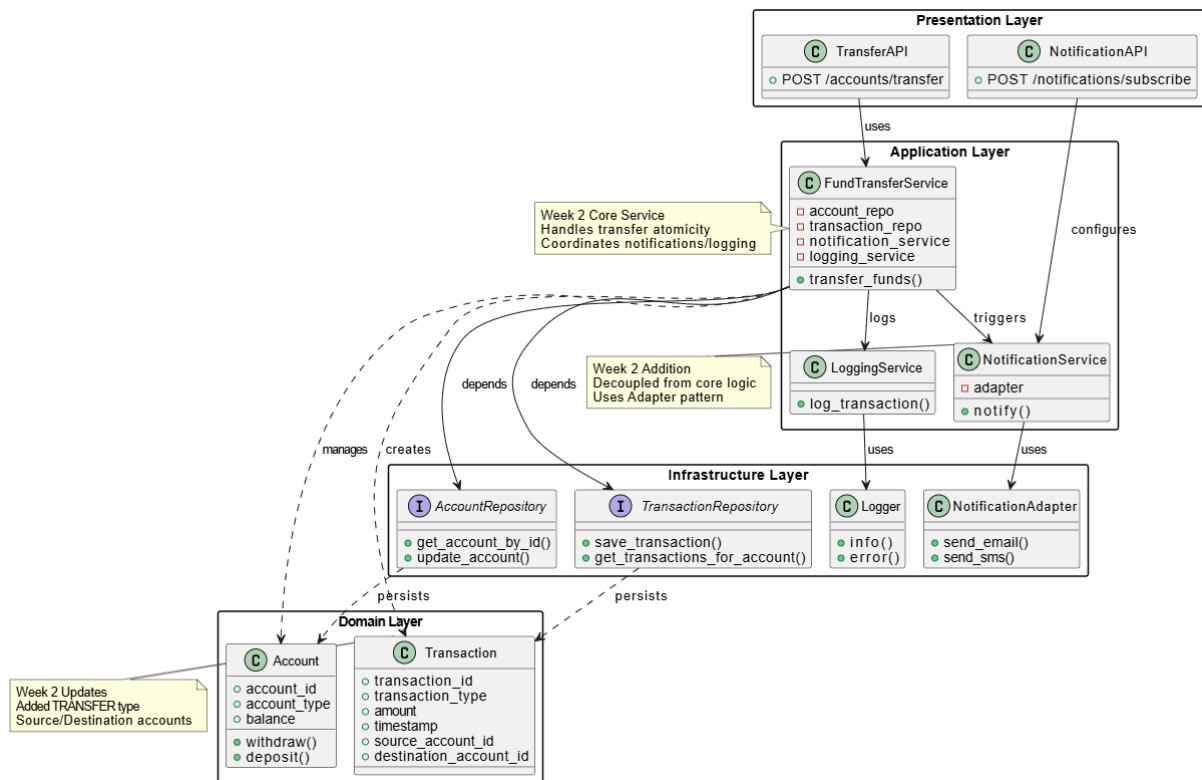 Presentation Layer
C TransferAPI
POST /accounts/transfer
C NotificationAPI
POST /notifications/subscribe
uses
configures
Application Layer
C FundTransferService
account_repo
transaction_repo
notification_service
logging_service
transfer_funds()
Week 2 Core Service
Handles transfer atomicity
Coordinates notifications/logging
logs
triggers
Week 2 Addition
Decoupled from core logic
Uses Adapter pattern
C LoggingService
log_transaction()
C NotificationService
adapter
notify()
depends
depends
manages
creates
uses
uses
Infrastructure Layer
I AccountRepository
get_account_by_id()
update_account()
I TransactionRepository
save_transaction()
get_transactions_for_account()
C Logger
info()
error()
C NotificationAdapter
send_email()
send_sms()
persists
persists
Domain Layer
C Account
account_id
account_type
balance
withdraw()
deposit()
C Transaction
transaction_id
transaction_type
amount
timestamp
source_account_id
destination_account_id
Week 2 Updates
Added TRANSFER type
Source/Destination accounts